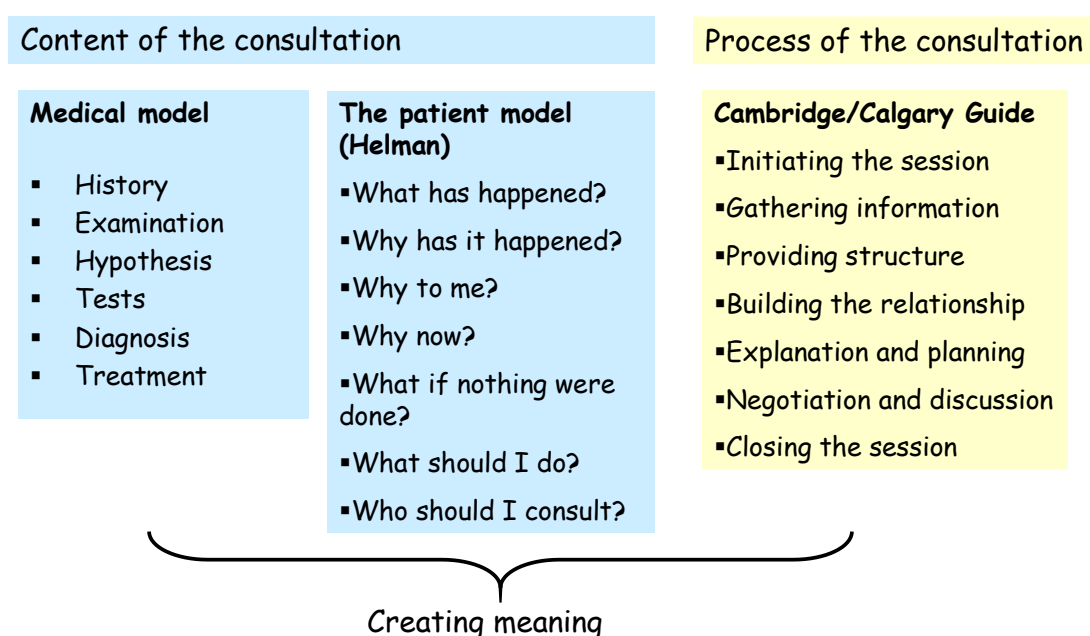 Content of the consultation
Process of the consultation
Medical model
▪ History
▪ Examination
▪ Hypothesis
▪ Tests
▪ Diagnosis
▪ Treatment
The patient model
(Helman)
▪What has happened?
▪Why has it happened?
▪Why to me?
▪Why now?
▪What if nothing were
done?
▪What should I do?
▪Who should I consult?
Cambridge/Calgary Guide
▪Initiating the session
▪Gathering information
▪Providing structure
▪Building the relationship
▪Explanation and planning
▪Negotiation and discussion
▪Closing the session
Creating meaning